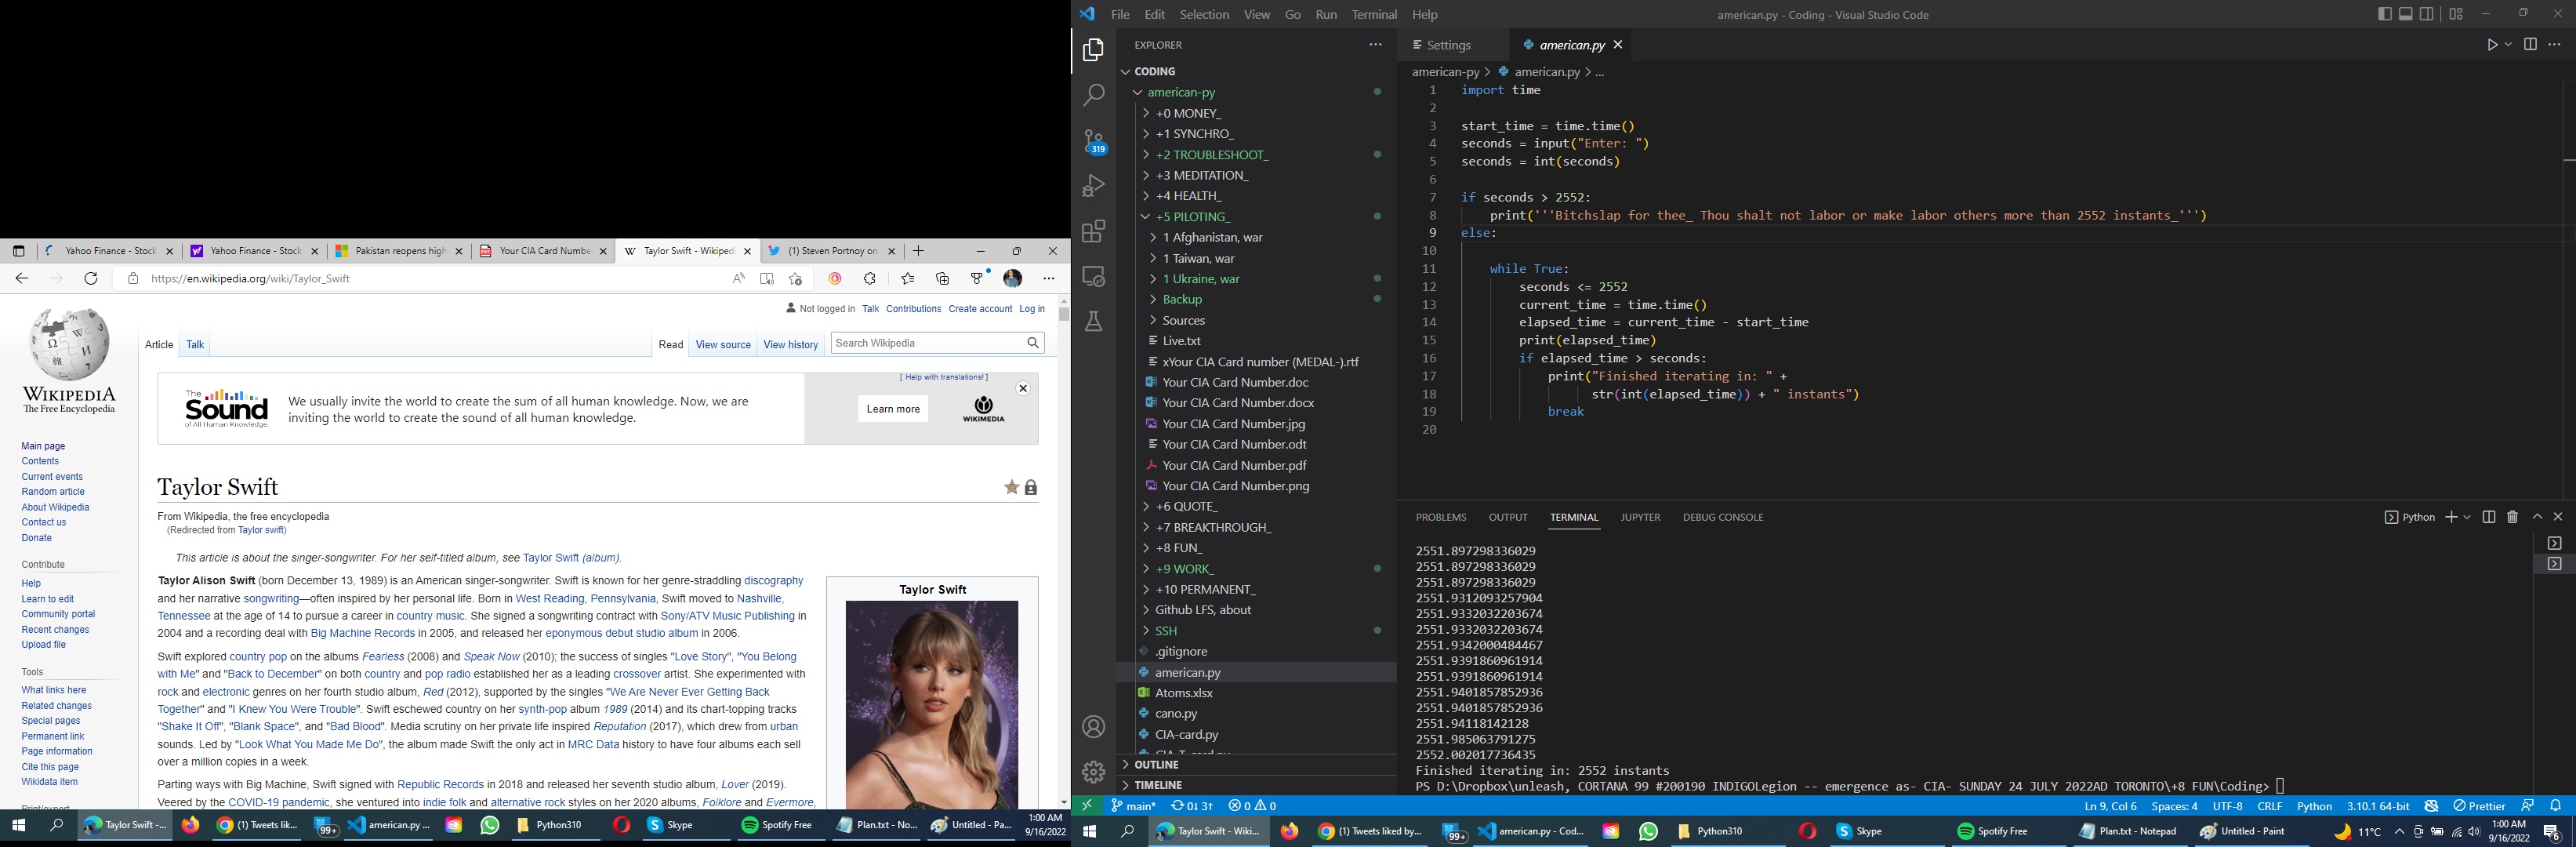 Yahoo Finance - Stock
Yahoo Finance - Stock
Pakistan reopens high
Your CIA Card Number
Taylor Swift - Wikipedi
(1) Steven Portnoy on
https://en.wikipedia.org/wiki/Taylor_Swift
Not logged in Talk Contributions Create account Log in
Article Talk Read View source View history Search Wikipedia
WIKIPEDIA
The Free Encyclopedia
Main page
Contents
Current events
Random article
About Wikipedia
Contact us
Donate
Contribute
Help
Learn to edit
Community portal
Recent changes
Upload file
Tools
What links here
Related changes
Special pages
Permanent link
Page information
Cite this page
Wikidata item
Print/export
[ Help with translations! ]
The
Sound
of All Human Knowledge.
We usually invite the world to create the sum of all human knowledge. Now, we are
inviting the world to create the sound of all human knowledge.
Learn more
WIKIMEDIA
Taylor Swift
From Wikipedia, the free encyclopedia
(Redirected from Taylor swift)
This article is about the singer-songwriter. For her self-titled album, see Taylor Swift (album).
Taylor Alison Swift (born December 13, 1989) is an American singer-songwriter. Swift is known for her genre-straddling discography
and her narrative songwriting—often inspired by her personal life. Born in West Reading, Pennsylvania, Swift moved to Nashville,
Tennessee at the age of 14 to pursue a career in country music. She signed a songwriting contract with Sony/ATV Music Publishing in
2004 and a recording deal with Big Machine Records in 2005, and released her eponymous debut studio album in 2006.
Swift explored country pop on the albums Fearless (2008) and Speak Now (2010); the success of singles "Love Story", "You Belong
with Me" and "Back to December" on both country and pop radio established her as a leading crossover artist. She experimented with
rock and electronic genres on her fourth studio album, Red (2012), supported by the singles "We Are Never Ever Getting Back
Together" and "I Knew You Were Trouble". Swift eschewed country on her synth-pop album 1989 (2014) and its chart-topping tracks
"Shake It Off", "Blank Space", and "Bad Blood". Media scrutiny on her private life inspired Reputation (2017), which drew from urban
sounds. Led by "Look What You Made Me Do", the album made Swift the only act in MRC Data history to have four albums each sell
over a million copies in a week.
Parting ways with Big Machine, Swift signed with Republic Records in 2018 and released her seventh studio album, Lover (2019).
Veered by the COVID-19 pandemic, she ventured into indie folk and alternative rock styles on her 2020 albums, Folklore and Evermore,
Taylor Swift
Taylor Swift -...
(1) Tweets lik...
99+
american.py ...
Python310
Skype
Spotify Free
Plan.txt - No...
Untitled - Pa...
1:00 AM
9/16/2022
File Edit Selection View Go Run Terminal Help
american.py - Coding - Visual Studio Code
319
EXPLORER
CODING
american-py
+0 MONEY_
+1 SYNCHRO_
+2 TROUBLESHOOT_
+3 MEDITATION_
+4 HEALTH_
+5 PILOTING_
1 Afghanistan, war
1 Taiwan, war
1 Ukraine, war
Backup
Sources
Live.txt
xYour CIA Card number (MEDAL-).rtf
Your CIA Card Number.doc
Your CIA Card Number.docx
Your CIA Card Number.jpg
Your CIA Card Number.odt
Your CIA Card Number.pdf
Your CIA Card Number.png
+6 QUOTE_
+7 BREAKTHROUGH_
+8 FUN_
+9 WORK_
+10 PERMANENT_
Github LFS, about
SSH
.gitignore
american.py
Atoms.xlsx
cano.py
CIA-card.py
OUTLINE
TIMELINE
Settings
american.py
american-py > american.py > ...
1 import time
2
3 start_time = time.time()
4 seconds = input("Enter: ")
5 seconds = int(seconds)
6
7 if seconds > 2552:
8 print('''Bitchslap for thee_ Thou shalt not labor or make labor others more than 2552 instants_''')
9 else:
10
11 while True:
12 seconds <= 2552
13 current_time = time.time()
14 elapsed_time = current_time - start_time
15 print(elapsed_time)
16 if elapsed_time > seconds:
17 print("Finished iterating in: " +
18 str(int(elapsed_time)) + " instants")
19 break
20
PROBLEMS OUTPUT TERMINAL JUPYTER DEBUG CONSOLE
Python
2551.897298336029
2551.897298336029
2551.897298336029
2551.9312093257904
2551.9332032203674
2551.9332032203674
2551.9342000484467
2551.9391860961914
2551.9391860961914
2551.9401857852936
2551.9401857852936
2551.94118142128
2551.985063791275
2552.002017736435
Finished iterating in: 2552 instants
PS D:\Dropbox\unleash, CORTANA 99 #200190 INDIGOLegion -- emergence as- CIA- SUNDAY 24 JULY 2022AD TORONTO\+8 FUN\Coding>
main* 0↓ 3↑ 0 0
Ln 9, Col 6 Spaces: 4 UTF-8 CRLF Python 3.10.1 64-bit Prettier
Taylor Swift - Wiki...
(1) Tweets liked by...
99+
american.py - Cod...
Python310
Skype
Spotify Free
Plan.txt - Notepad
Untitled - Paint
11°C
1:00 AM
9/16/2022
6